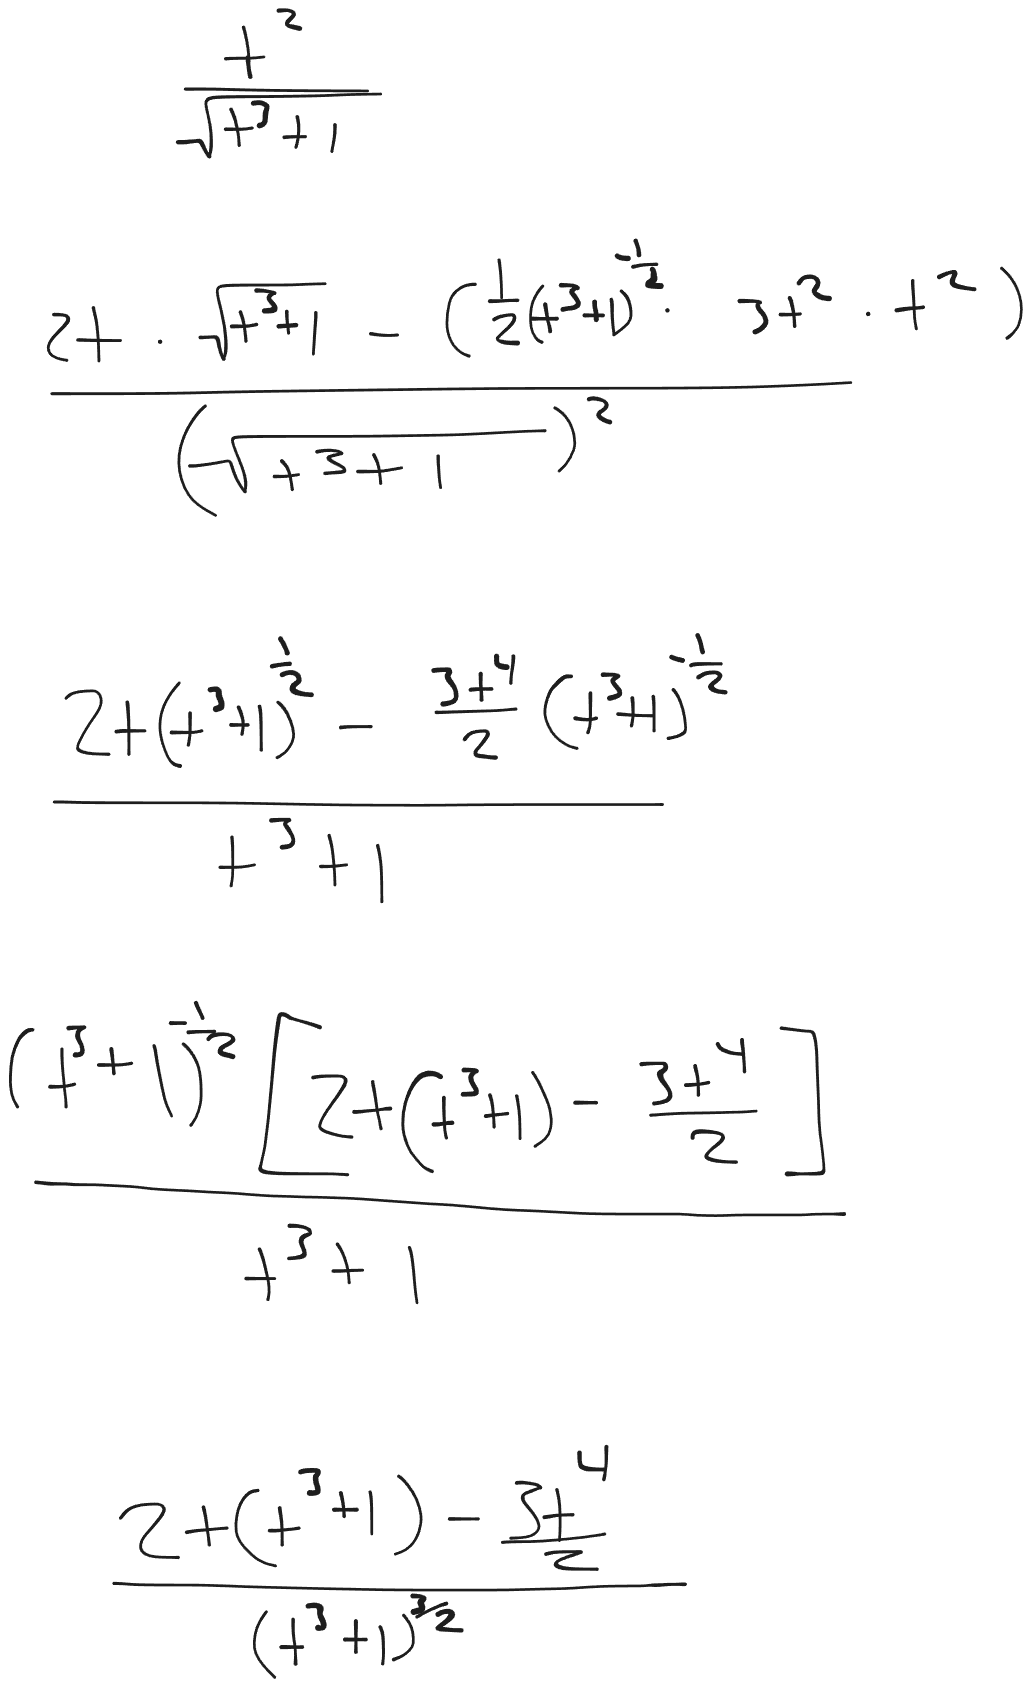 t^2
/ √(t^3 + 1)
2t · √(t^3+1) - (1/2 (t^3+1)^(-1/2) · 3t^2 · t^2)
/ (√(t^3+1))^2
2t(t^3+1)^(1/2) - 3t^4/2 (t^3+1)^(-1/2)
/ t^3 + 1
(t^3+1)^(-1/2) [2t(t^3+1) - 3t^4/2]
/ t^3 + 1
2t(t^3+1) - 3t^4/2
/ (t^3+1)^(3/2)